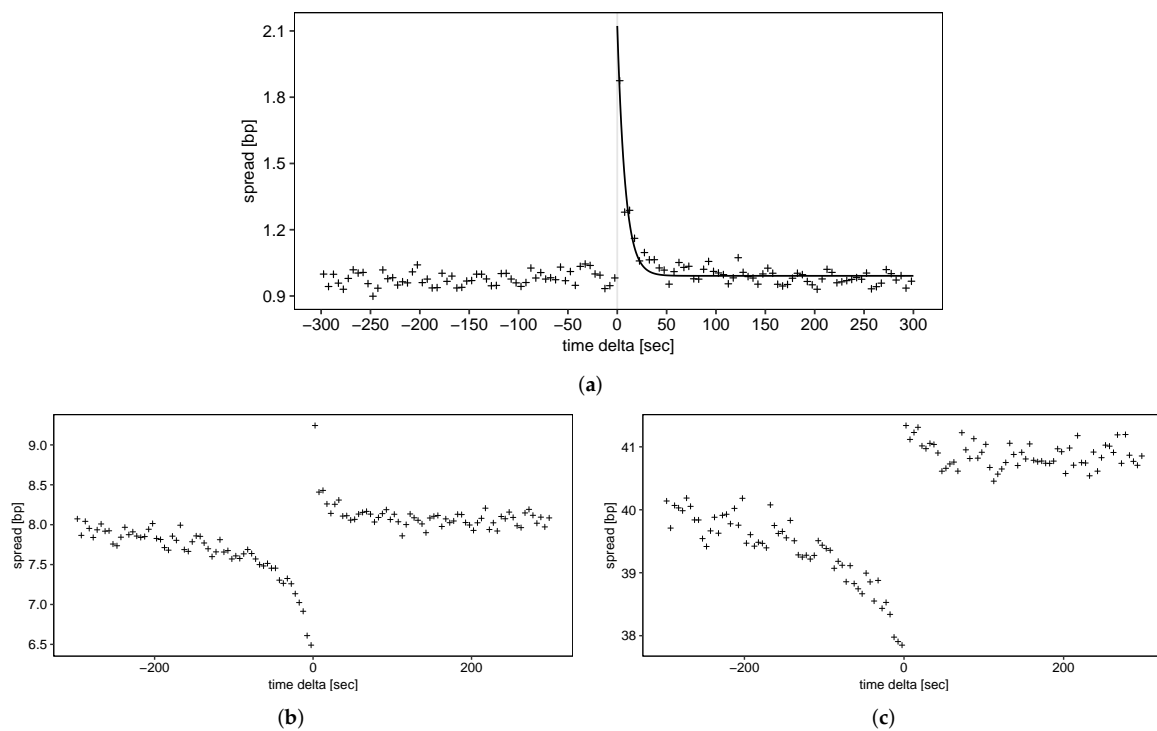 2.1
1.8
1.5
1.2
0.9
spread [bp]
−300 −250 −200 −150 −100 −50 0 50 100 150 200 250 300
time delta [sec]
(a)
9.0
8.5
8.0
7.5
7.0
6.5
spread [bp]
−200 0 200
time delta [sec]
(b)
41
40
39
38
spread [bp]
−200 0 200
time delta [sec]
(c)